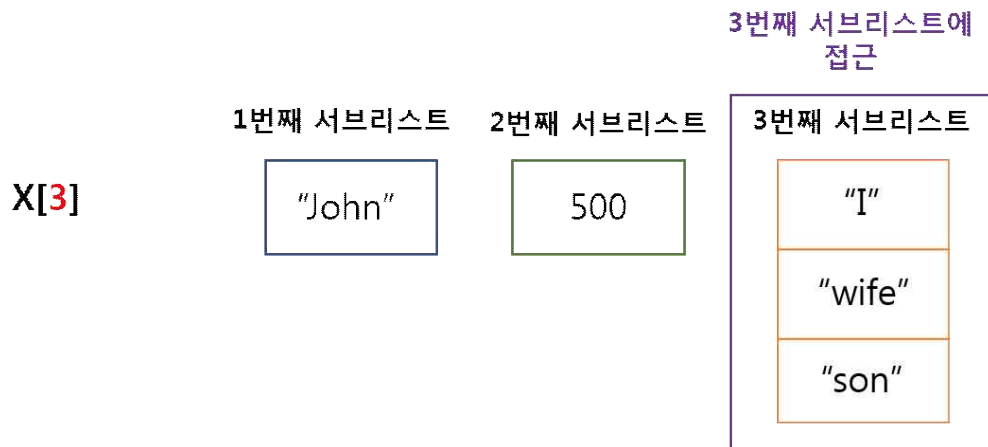 3번째 서브리스트에
접근
1번째 서브리스트
2번째 서브리스트
3번째 서브리스트
X[3]
“John”
500
“I”
“wife”
“son”